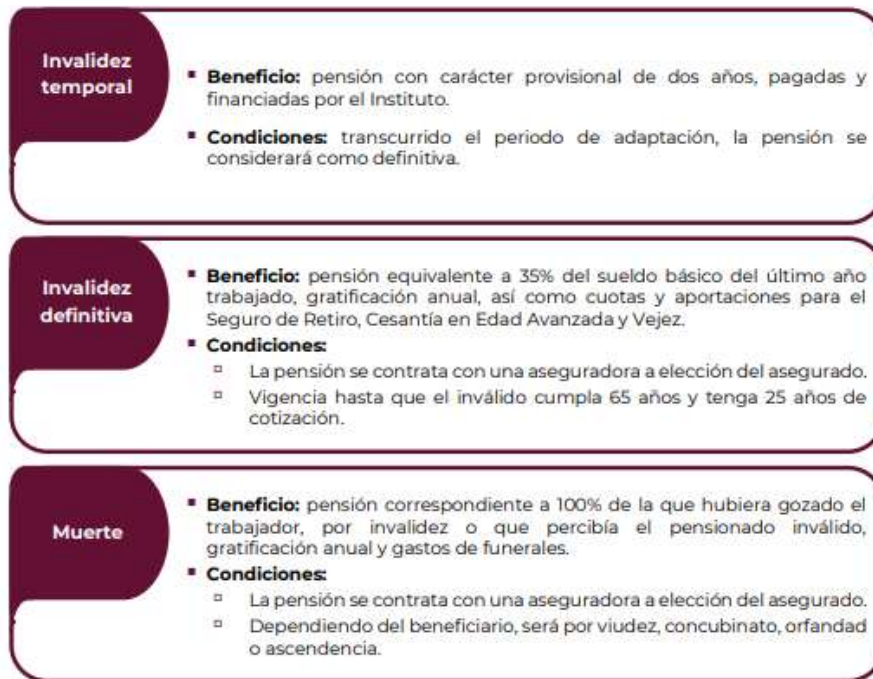 Invalidez
temporal
▪ Beneficio: pensión con carácter provisional de dos años, pagadas y
financiadas por el Instituto.
▪ Condiciones: transcurrido el periodo de adaptación, la pensión se
considerará como definitiva.
Invalidez
definitiva
▪ Beneficio: pensión equivalente a 35% del sueldo básico del último año
trabajado, gratificación anual, así como cuotas y aportaciones para el
Seguro de Retiro, Cesantía en Edad Avanzada y Vejez.
▪ Condiciones:
▫ La pensión se contrata con una aseguradora a elección del asegurado.
▫ Vigencia hasta que el inválido cumpla 65 años y tenga 25 años de
cotización.
Muerte
▪ Beneficio: pensión correspondiente a 100% de la que hubiera gozado el
trabajador, por invalidez o que percibía el pensionado inválido,
gratificación anual y gastos de funerales.
▪ Condiciones:
▫ La pensión se contrata con una aseguradora a elección del asegurado.
▫ Dependiendo del beneficiario, será por viudez, concubinato, orfandad
o ascendencia.